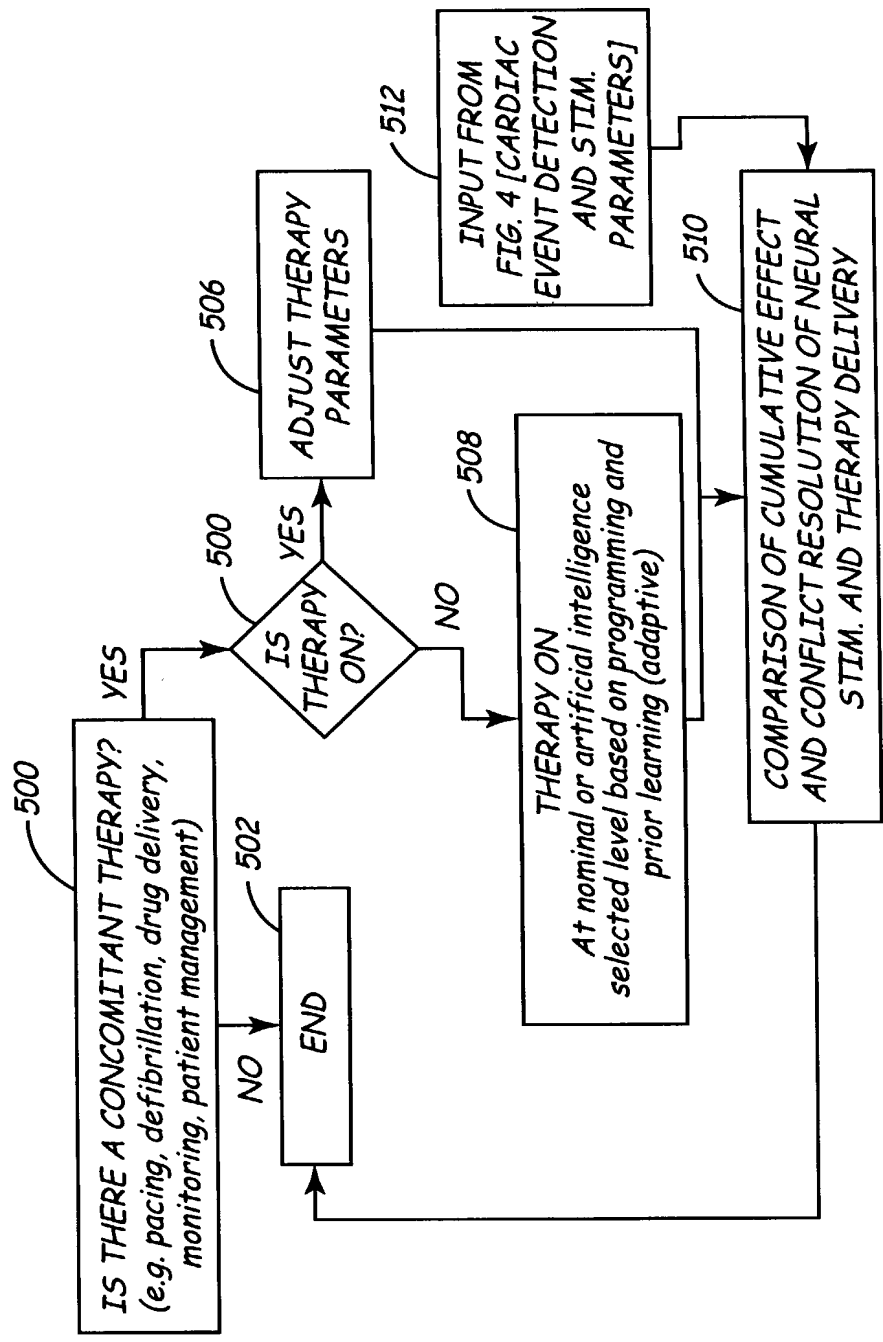 500
IS THERE A CONCOMITANT THERAPY?
(e.g. pacing, defibrillation, drug delivery,
monitoring, patient management)
YES
NO
502
END
500
IS
THERAPY
ON?
YES
NO
506
ADJUST THERAPY
PARAMETERS
508
THERAPY ON
At nominal or artificial intelligence
selected level based on programming and
prior learning (adaptive)
512
INPUT FROM
FIG. 4 [CARDIAC
EVENT DETECTION
AND STIM.
PARAMETERS]
510
COMPARISON OF CUMULATIVE EFFECT
AND CONFLICT RESOLUTION OF NEURAL
STIM. AND THERAPY DELIVERY